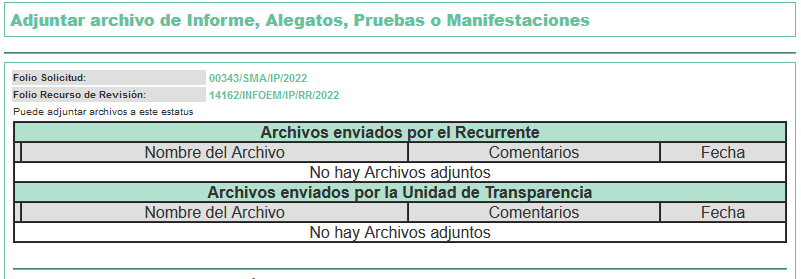 Adjuntar archivo de Informe, Alegatos, Pruebas o Manifestaciones
Folio Solicitud: 00343/SMA/IP/2022
Folio Recurso de Revisión: 14162/INFOEM/IP/RR/2022
Puede adjuntar archivos a este estatus
Archivos enviados por el Recurrente
Nombre del Archivo Comentarios Fecha
No hay Archivos adjuntos
Archivos enviados por la Unidad de Transparencia
Nombre del Archivo Comentarios Fecha
No hay Archivos adjuntos